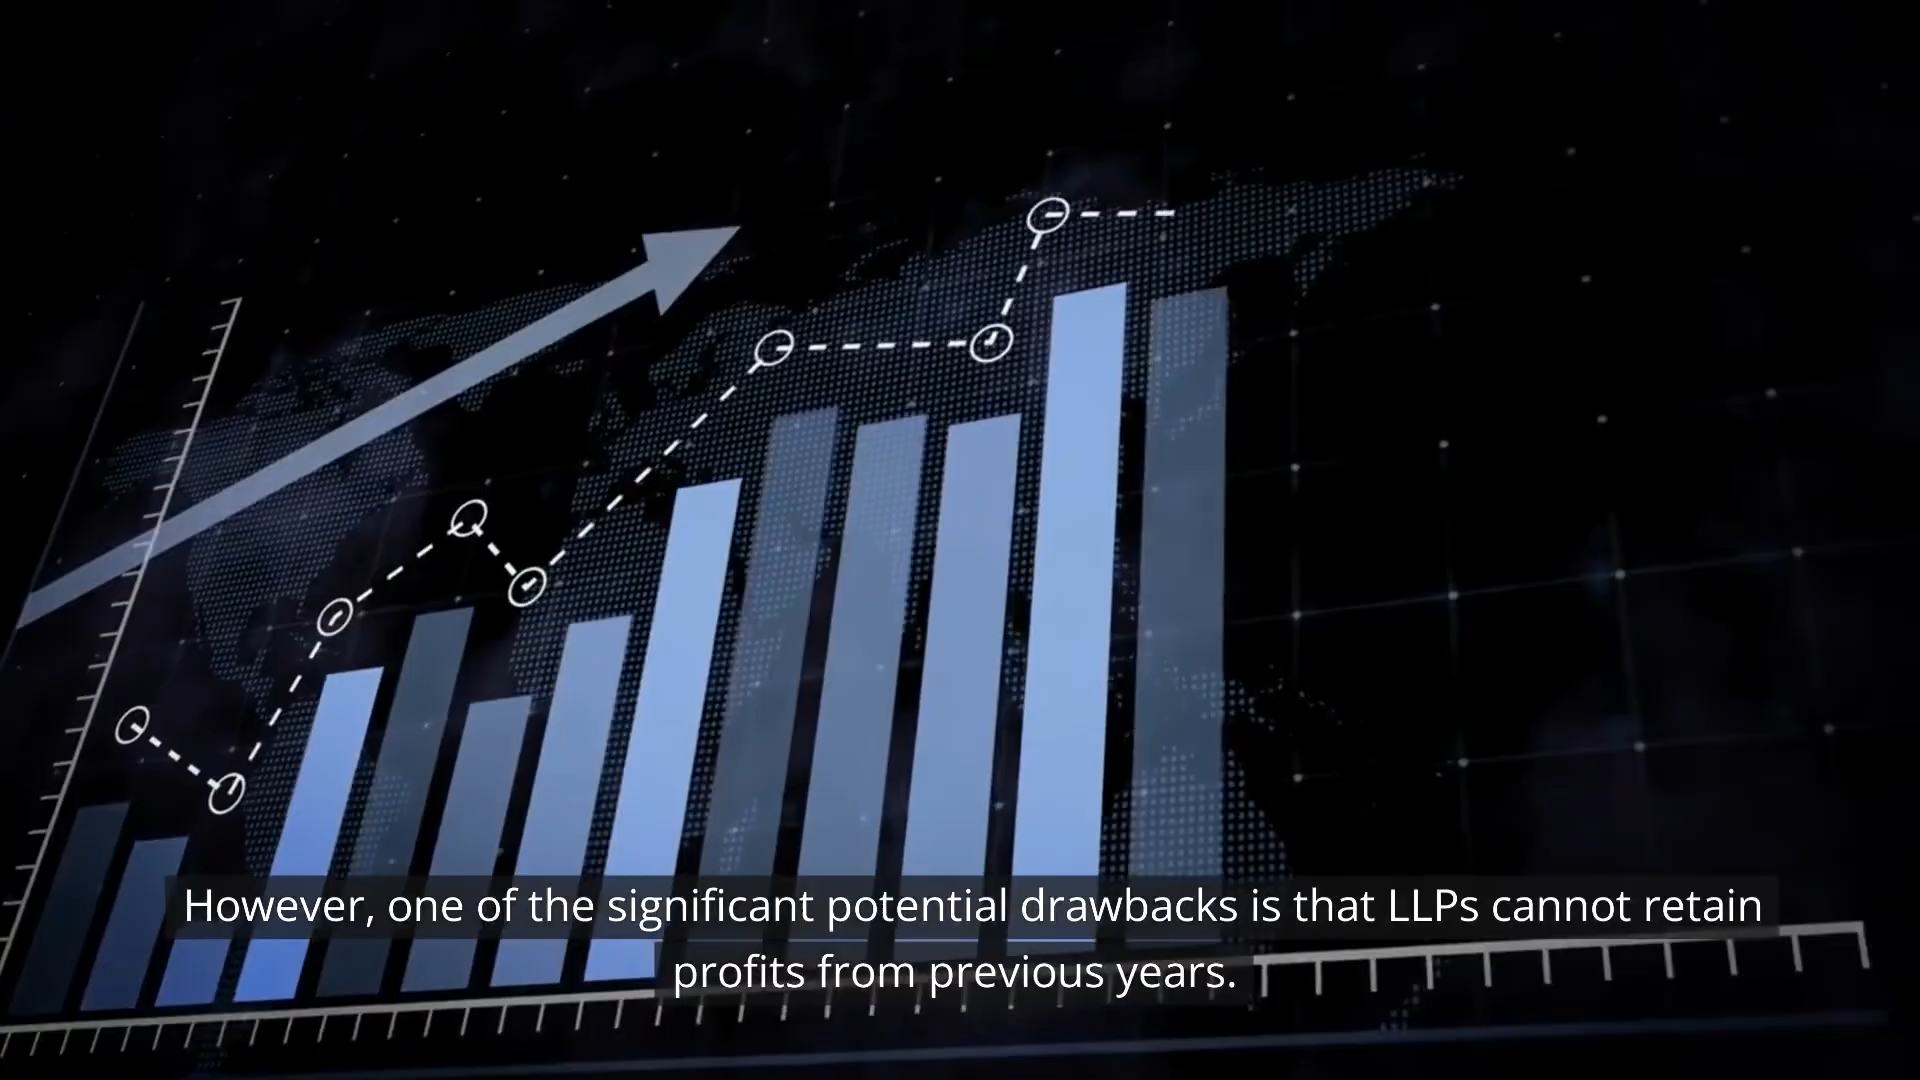 However, one of the significant potential drawbacks is that LLPs cannot retain
profits from previous years.